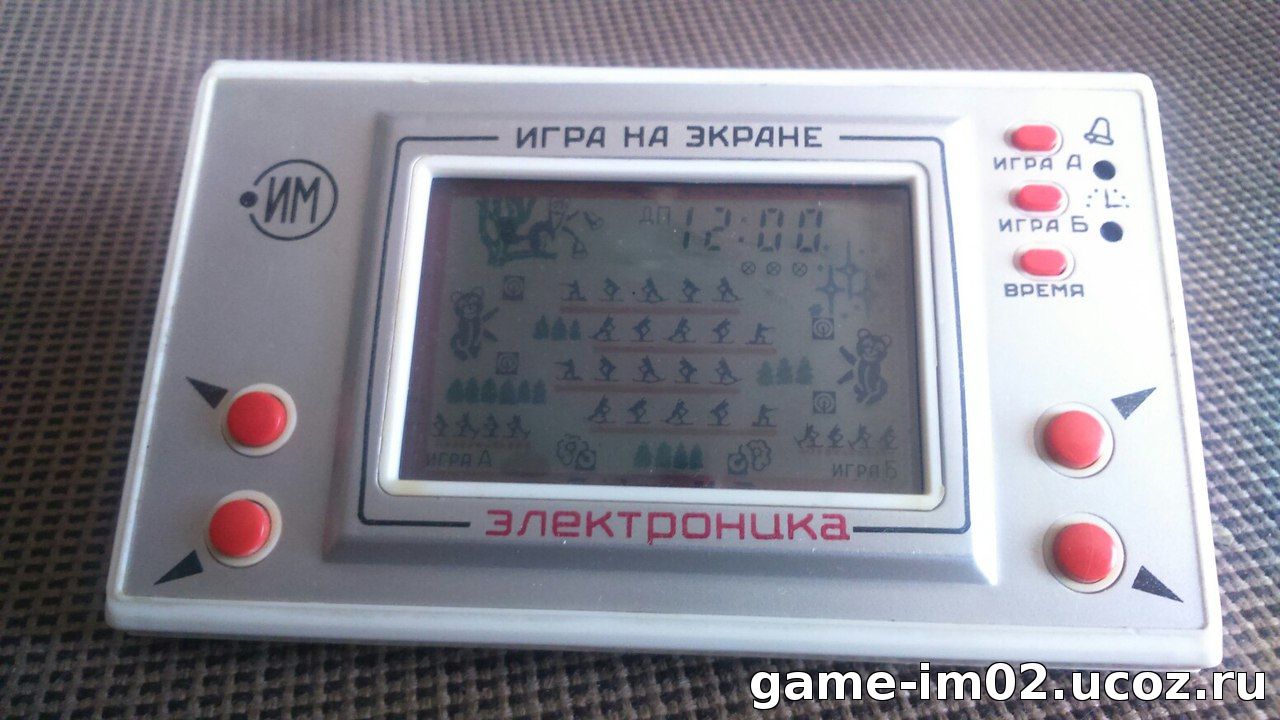 ИГРА НА ЭКРАНЕ
ИМ
ИГРА А
ИГРА Б
ВРЕМЯ
ДП 12:00
ИГРА А
ИГРА Б
электроника
game-im02.ucoz.ru